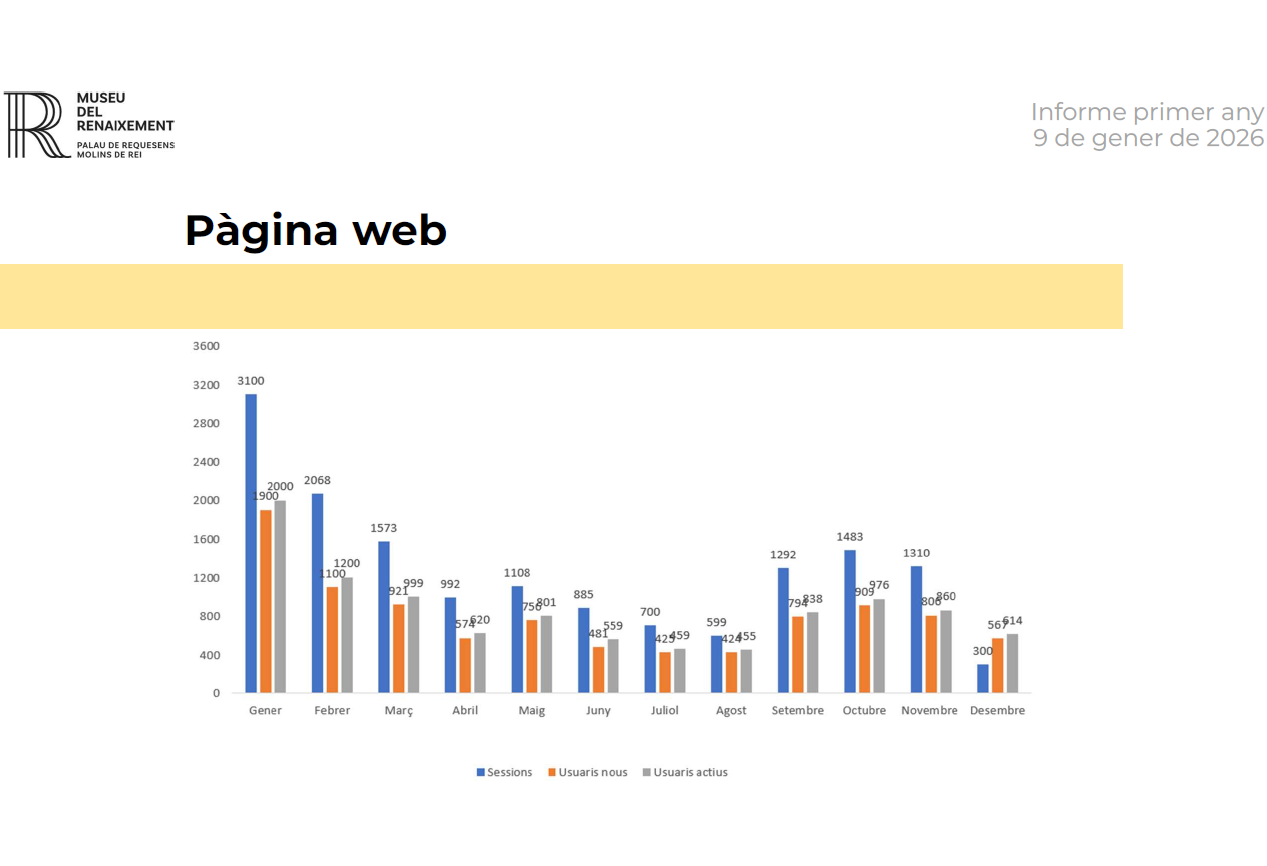 MUSEU
DEL
RENAIXEMENT
PALAU DE REQUESENS
MOLINS DE REI
Informe primer any
9 de gener de 2026
Pàgina web
3600
3200
2800
2400
2000
1600
1200
800
400
0
3100
1900
2000
2068
1100
1200
1573
921
999
992
574
620
1108
756
801
885
481
559
700
425
459
599
424
455
1292
794
838
1483
909
976
1310
806
860
300
567
614
Gener
Febrer
Març
Abril
Maig
Juny
Juliol
Agost
Setembre
Octubre
Novembre
Desembre
Sessions
Usuaris nous
Usuaris actius